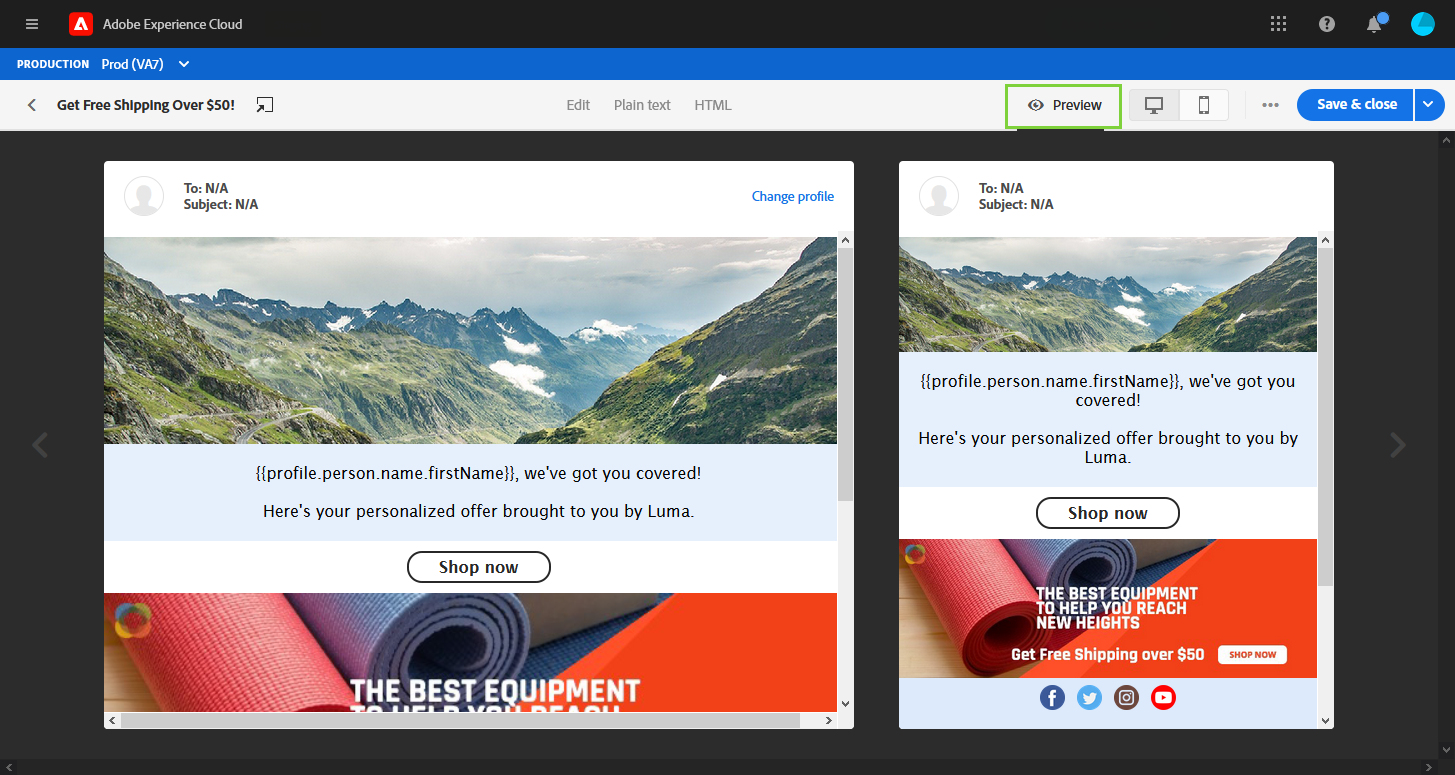 Adobe Experience Cloud
PRODUCTION Prod (VA7)
Get Free Shipping Over $50!
Edit Plain text HTML
Preview
Save & close
To: N/A
Subject: N/A
Change profile
{{profile.person.name.firstName}}, we've got you covered!
Here's your personalized offer brought to you by Luma.
Shop now
THE BEST EQUIPMENT
TO HELP YOU REACH
To: N/A
Subject: N/A
{{profile.person.name.firstName}}, we've got you
covered!
Here's your personalized offer brought to you by
Luma.
Shop now
THE BEST EQUIPMENT
TO HELP YOU REACH
NEW HEIGHTS
Get Free Shipping over $50 SHOP NOW